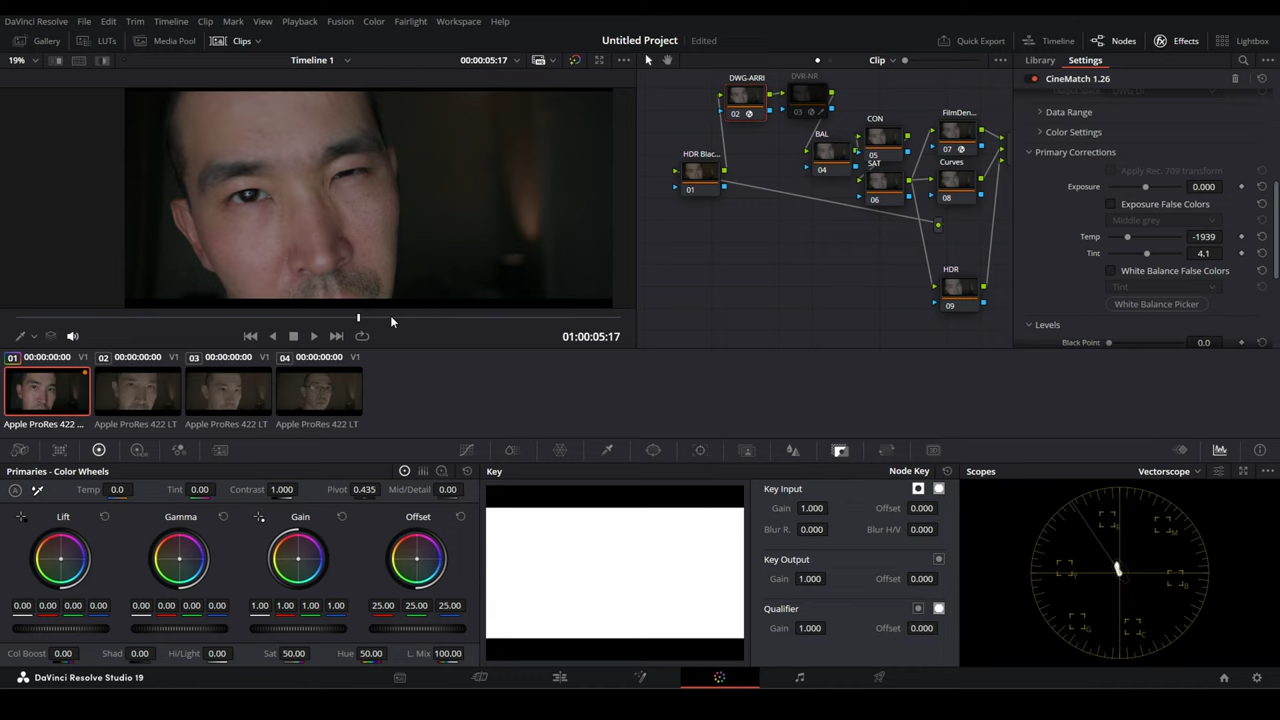 DaVinci Resolve File Edit Trim Timeline Clip Mark View Playback Fusion Color Fairlight Workspace Help
Gallery LUTs Media Pool Clips Untitled Project Edited Quick Export Timeline Nodes Effects Lightbox
19% Timeline 1 00:00:05:17 Clip Library Settings
CineMatch 1.26
DWG DI
Data Range
Color Settings
Primary Corrections
Apply Rec. 709 transform
Exposure 0.000
Exposure False Colors
Middle grey
Temp -1939
Tint 4.1
White Balance False Colors
Tint
White Balance Picker
Levels
Black Point 0.0
DWG-ARRI
02
DVR-NR
03
HDR Blac...
01
BAL
04
CON
05
SAT
06
FilmDen...
07
Curves
08
HDR
09
01:00:05:17
01 00:00:00:00 V1 02 00:00:00:00 V1 03 00:00:00:00 V1 04 00:00:00:00 V1
Apple ProRes 422 ... Apple ProRes 422 LT Apple ProRes 422 LT Apple ProRes 422 LT
Primaries - Color Wheels
Temp 0.0 Tint 0.00 Contrast 1.000 Pivot 0.435 Mid/Detail 0.00
Lift Gamma Gain Offset
0.00 0.00 0.00 0.00 0.00 0.00 0.00 0.00 1.00 1.00 1.00 1.00 25.00 25.00 25.00
Col Boost 0.00 Shad 0.00 Hi/Light 0.00 Sat 50.00 Hue 50.00 L. Mix 100.00
Key Node Key
Key Input
Gain 1.000 Offset 0.000
Blur R. 0.000 Blur H/V 0.000
Key Output
Gain 1.000 Offset 0.000
Qualifier
Gain 1.000 Offset 0.000
Scopes Vectorscope
R M
Y B
G C
DaVinci Resolve Studio 19